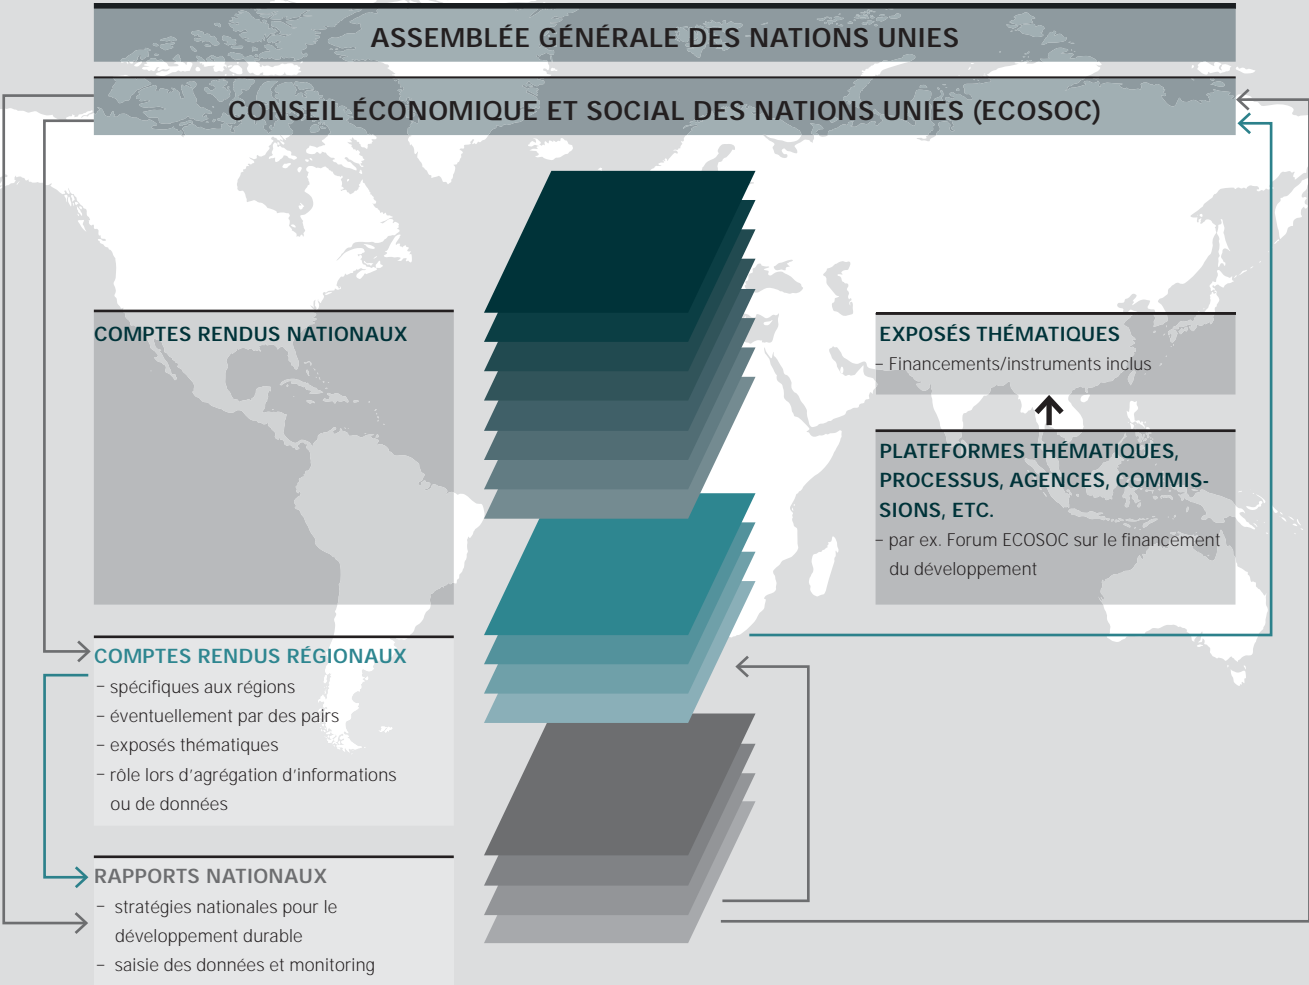 ASSEMBLÉE GÉNÉRALE DES NATIONS UNIES
CONSEIL ÉCONOMIQUE ET SOCIAL DES NATIONS UNIES (ECOSOC)
COMPTES RENDUS NATIONAUX
EXPOSÉS THÉMATIQUES
– Financements/instruments inclus
PLATEFORMES THÉMATIQUES,
PROCESSUS, AGENCES, COMMIS-
SIONS, ETC.
– par ex. Forum ECOSOC sur le financement
du développement
COMPTES RENDUS RÉGIONAUX
– spécifiques aux régions
– éventuellement par des pairs
– exposés thématiques
– rôle lors d'agrégation d'informations
ou de données
RAPPORTS NATIONAUX
– stratégies nationales pour le
développement durable
– saisie des données et monitoring